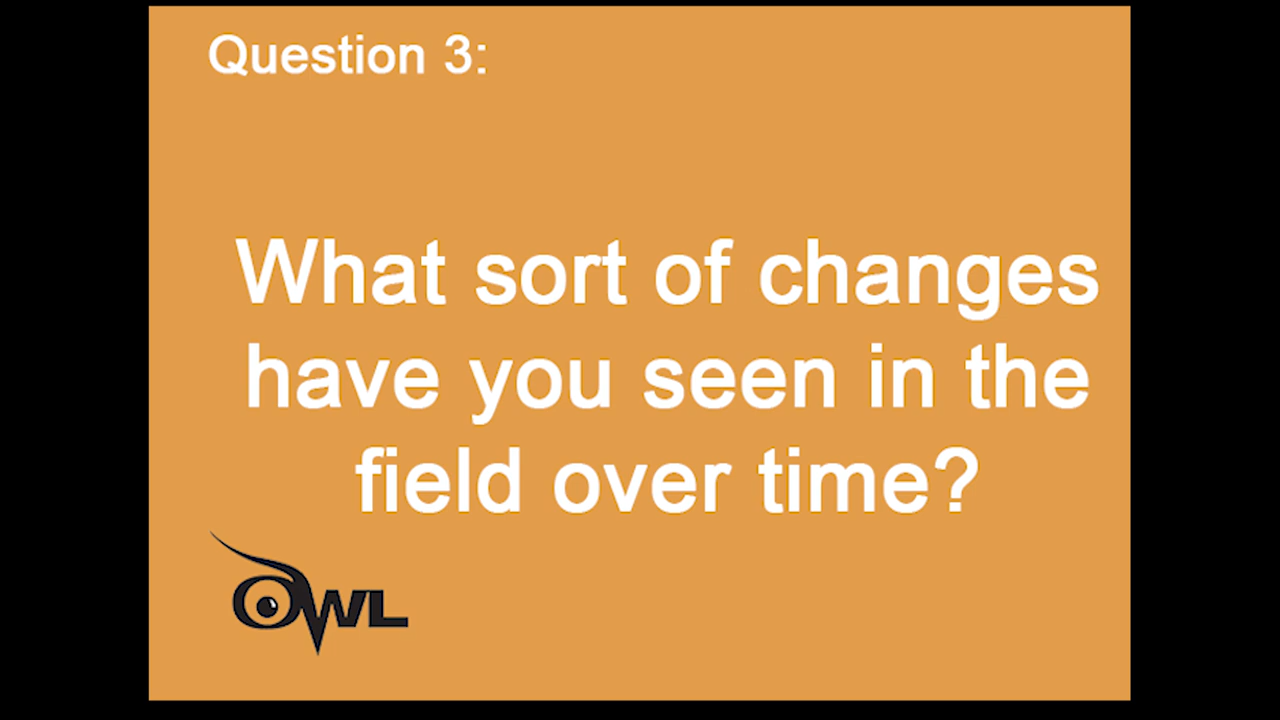 Question 3:
What sort of changes
have you seen in the
field over time?
OWL